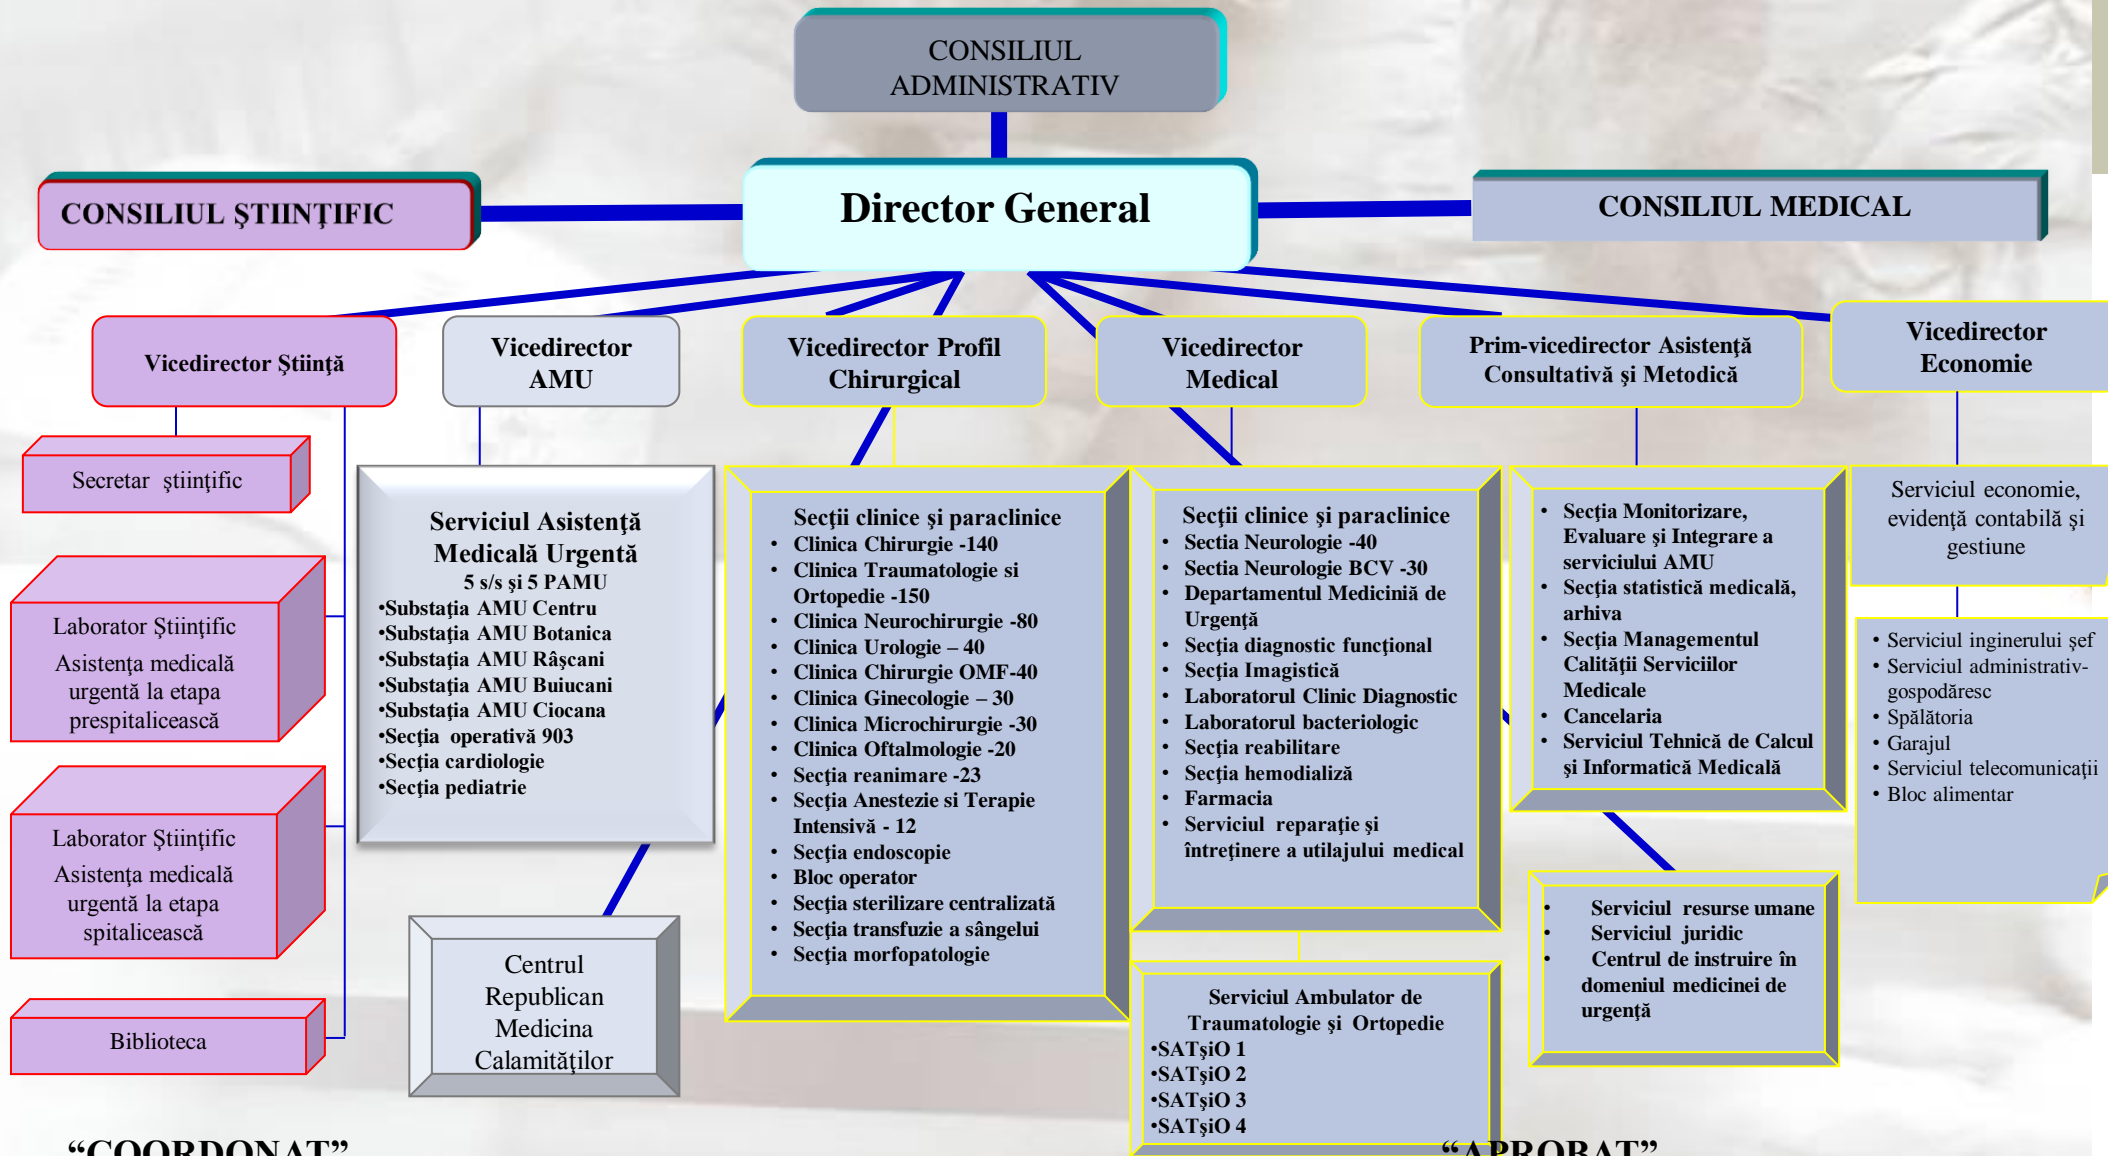 CONSILIUL
ADMINISTRATIV
CONSILIUL ŞTIINŢIFIC
Director General
CONSILIUL MEDICAL
Vicedirector Ştiinţă
Vicedirector
AMU
Vicedirector Profil
Chirurgical
Vicedirector
Medical
Prim-vicedirector Asistenţă
Consultativă şi Metodică
Vicedirector
Economie
Secretar ştiinţific
Laborator Ştiinţific
Asistenţa medicală
urgentă la etapa
prespitalicească
Laborator Ştiinţific
Asistenţa medicală
urgentă la etapa
spitalicească
Biblioteca
Serviciul Asistenţă
Medicală Urgentă
5 s/s şi 5 PAMU
•Substaţia AMU Centru
•Substaţia AMU Botanica
•Substaţia AMU Râşcani
•Substaţia AMU Buiucani
•Substaţia AMU Ciocana
•Secţia operativă 903
•Secţia cardiologie
•Secţia pediatrie
Centrul
Republican
Medicina
Calamităţilor
Secţii clinice şi paraclinice
• Clinica Chirurgie -140
• Clinica Traumatologie si
Ortopedie -150
• Clinica Neurochirurgie -80
• Clinica Urologie – 40
• Clinica Chirurgie OMF-40
• Clinica Ginecologie – 30
• Clinica Microchirurgie -30
• Clinica Oftalmologie -20
• Secţia reanimare -23
• Secţia Anestezie si Terapie
Intensivă - 12
• Secţia endoscopie
• Bloc operator
• Secţia sterilizare centralizată
• Secţia transfuzie a sângelui
• Secţia morfopatologie
Secţii clinice şi paraclinice
• Sectia Neurologie -40
• Sectia Neurologie BCV -30
• Departamentul Mediciniă de
Urgenţă
• Secţia diagnostic funcţional
• Secţia Imagistică
• Laboratorul Clinic Diagnostic
• Laboratorul bacteriologic
• Secţia reabilitare
• Secţia hemodializă
• Farmacia
• Serviciul reparaţie şi
întreţinere a utilajului medical
Serviciul Ambulator de
Traumatologie şi Ortopedie
•SATşiO 1
•SATşiO 2
•SATşiO 3
•SATşiO 4
• Secţia Monitorizare,
Evaluare şi Integrare a
serviciului AMU
• Secţia statistică medicală,
arhiva
• Secţia Managementul
Calităţii Serviciilor
Medicale
• Cancelaria
• Serviciul Tehnică de Calcul
şi Informatică Medicală
• Serviciul resurse umane
• Serviciul juridic
• Centrul de instruire în
domeniul medicinei de
urgenţă
Serviciul economie,
evidenţă contabilă şi
gestiune
• Serviciul inginerului şef
• Serviciul administrativ-
gospodăresc
• Spălătoria
• Garajul
• Serviciul telecomunicaţii
• Bloc alimentar
“COORDONAT”
“APROBAT”